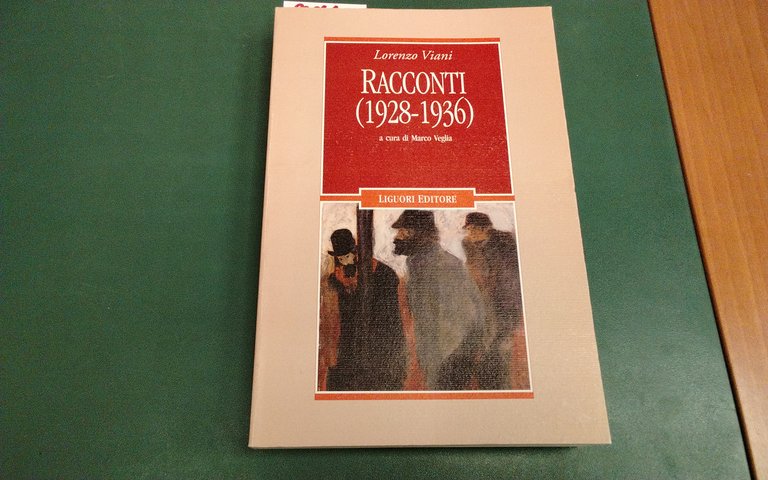 Lorenzo Viani
RACCONTI
(1928-1936)
a cura di Marco Veglia
LIGUORI EDITORE